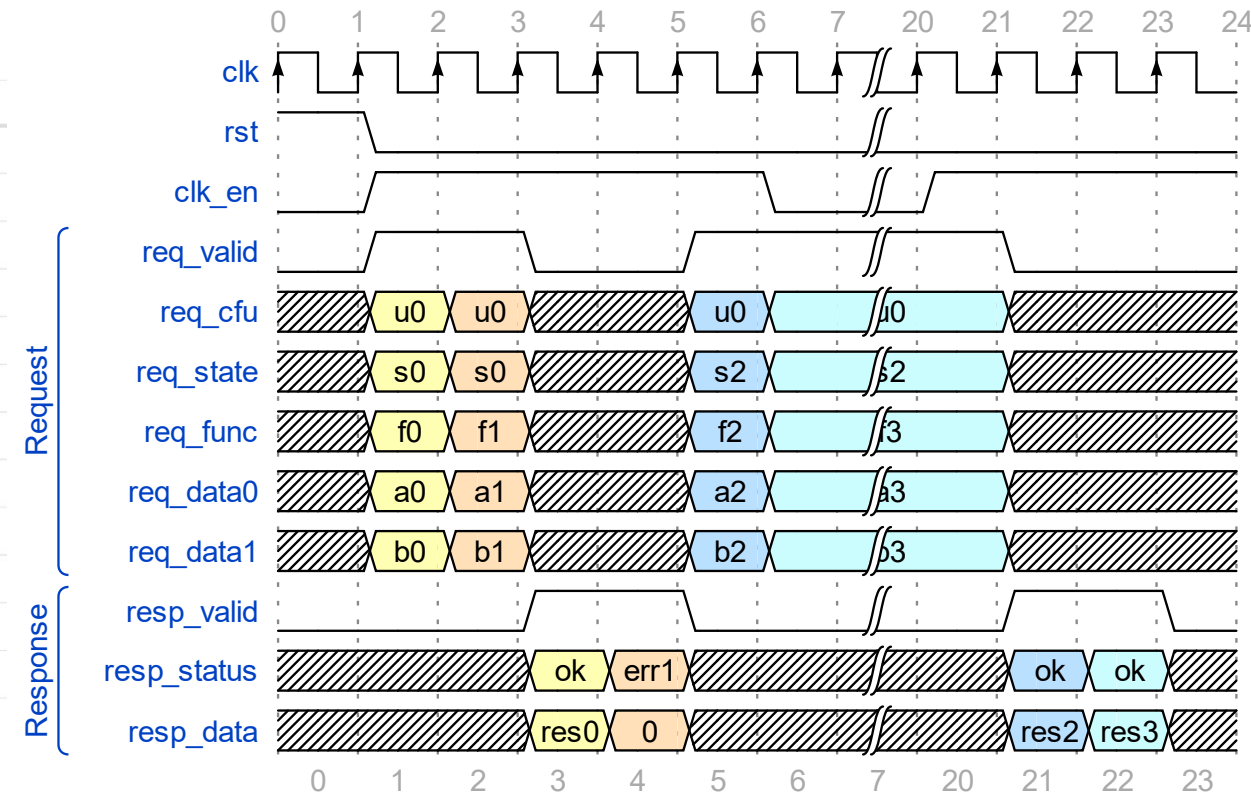 0 1 2 3 4 5 6 7 20 21 22 23 24
clk
rst
clk_en
req_valid
req_cfu u0 u0 u0 u0
req_state s0 s0 s2 s2
req_func f0 f1 f2 f3
req_data0 a0 a1 a2 a3
req_data1 b0 b1 b2 b3
Request
resp_valid
resp_status ok err1 ok ok
resp_data res0 0 res2 res3
Response
0 1 2 3 4 5 6 7 20 21 22 23